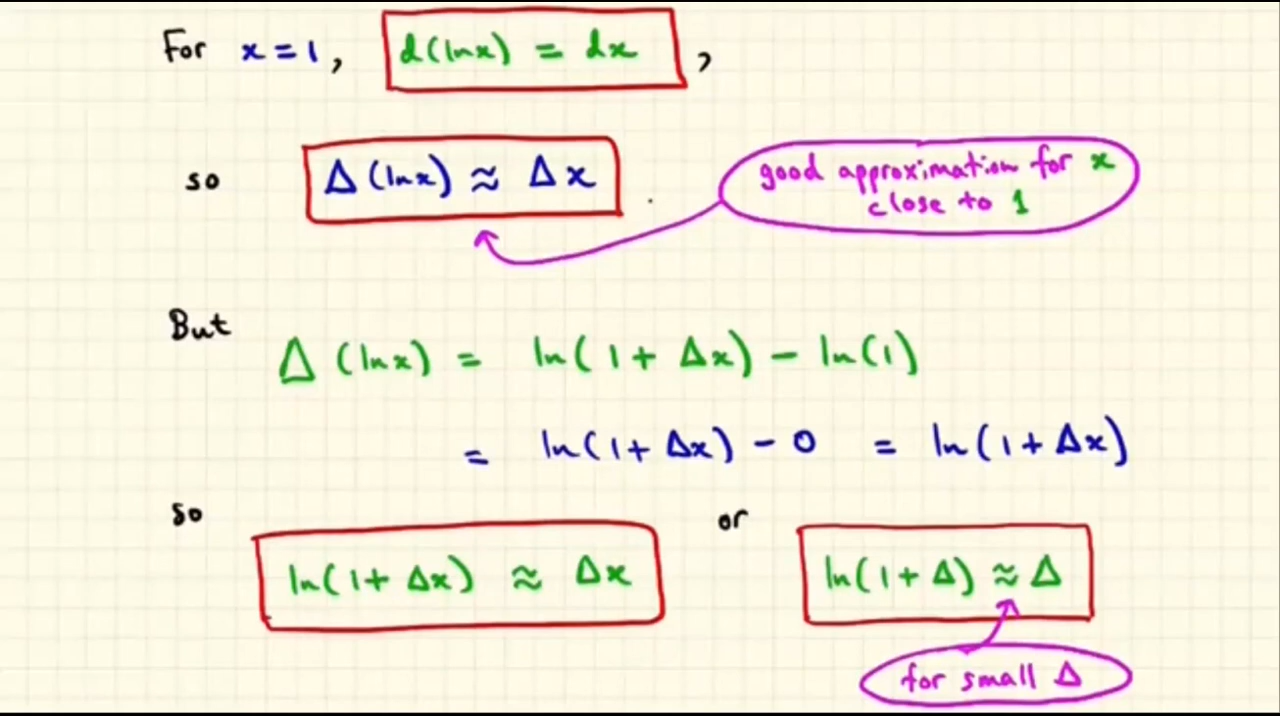 For x = 1, d(ln x) = dx ,
so Δ(ln x) ≈ Δx .
good approximation for x
close to 1
But
Δ(ln x) = ln(1 + Δx) - ln(1)
= ln(1 + Δx) - 0 = ln(1 + Δx)
so or
ln(1 + Δx) ≈ Δx ln(1 + Δ) ≈ Δ
for small Δ